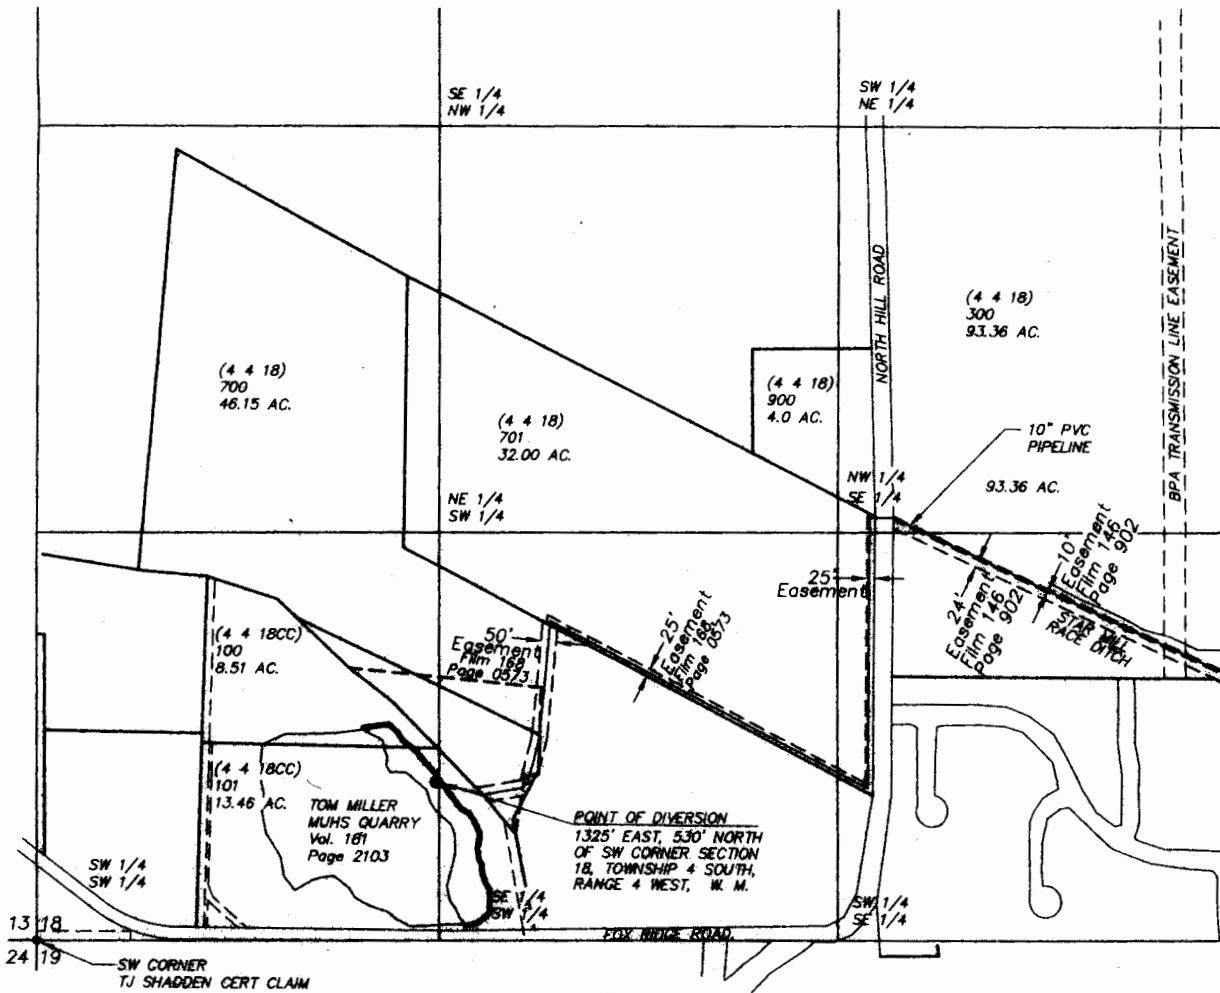 SE 1/4
NW 1/4
SW 1/4
NE 1/4
NORTH HILL ROAD
BPA TRANSMISSION LINE EASEMENT
(4 4 18)
300
93.36 AC.
(4 4 18)
700
46.15 AC.
(4 4 18)
900
4.0 AC.
(4 4 18)
701
32.00 AC.
10" PVC
PIPELINE
93.36 AC.
NW 1/4
SE 1/4
NE 1/4
SW 1/4
10'
Easement
Film 146
Page 902
24'
Easement
Film 146
Page 902
STAR MILL
RACE DITCH
25'
Easement
25'
Easement
Film 168
Page 0573
50'
Easement
Film 168
Page 0573
(4 4 18CC)
100
8.51 AC.
(4 4 18CC)
101
13.46 AC.
TOM MILLER
MUHS QUARRY
Vol. 181
Page 2103
POINT OF DIVERSION
1325' EAST, 530' NORTH
OF SW CORNER SECTION
18, TOWNSHIP 4 SOUTH,
RANGE 4 WEST, W. M.
SW 1/4
SW 1/4
SE 1/4
SW 1/4
SW 1/4
SE 1/4
13 18
FOX RIDGE ROAD
24 19
SW CORNER
TJ SHADDEN CERT CLAIM